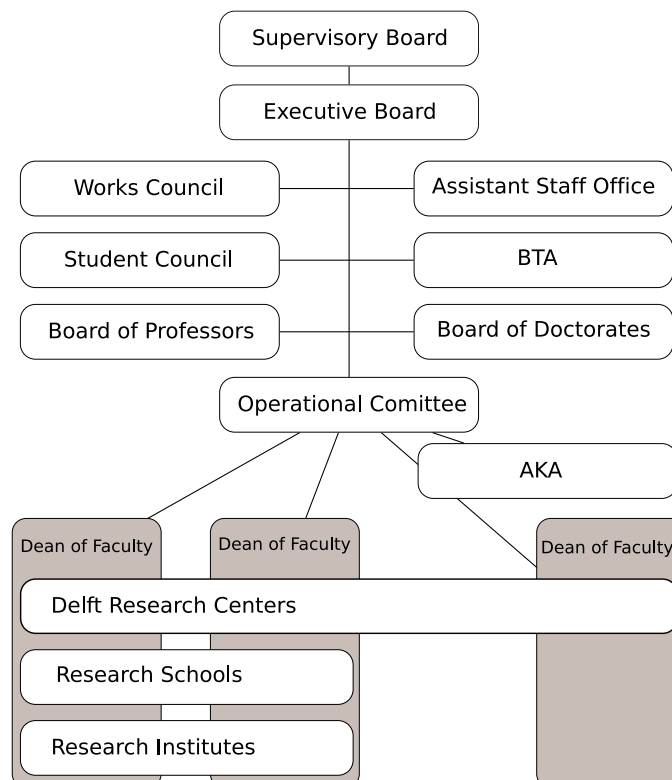 Supervisory Board
Executive Board
Works Council
Assistant Staff Office
Student Council
BTA
Board of Professors
Board of Doctorates
Operational Comittee
AKA
Dean of Faculty
Dean of Faculty
Dean of Faculty
Delft Research Centers
Research Schools
Research Institutes